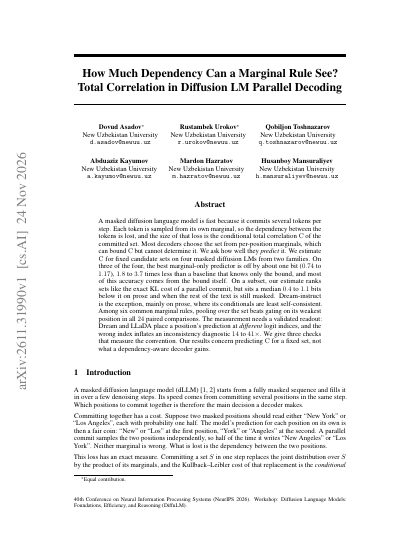 How Much Dependency Can a Marginal Rule See?
Total Correlation in Diffusion LM Parallel Decoding
Dovud Asadov*
New Uzbekistan University
d.asadov@newuu.uz
Rustambek Urokov*
New Uzbekistan University
r.urokov@newuu.uz
Qobiljon Toshnazarov
New Uzbekistan University
q.toshnazarov@newuu.uz
Abduaziz Kayumov
New Uzbekistan University
a.kayumov@newuu.uz
Mardon Hazratov
New Uzbekistan University
m.hazratov@newuu.uz
Husanboy Mansuraliyev
New Uzbekistan University
h.mansuraliyev@newuu.uz
arXiv:2611.31990v1 [cs.AI] 24 Nov 2026
Abstract
A masked diffusion language model is fast because it commits several tokens per
step. Each token is sampled from its own marginal, so the dependency between the
tokens is lost, and the size of that loss is the conditional total correlation C of the
committed set. Most decoders choose the set from per-position marginals, which
can bound C but cannot determine it. We ask how well they predict it. We estimate
C for fixed candidate sets on four masked diffusion LMs from two families. On
three of the four, the best marginal-only predictor is off by about one bit (0.74 to
1.17), 1.8 to 3.7 times less than a baseline that knows only the bound, and most
of this accuracy comes from the bound itself. On a subset, our estimate ranks
sets like the exact KL cost of a parallel commit, but sits a median 0.4 to 1.1 bits
below it on prose and when the rest of the text is still masked. Dream-instruct is
the exception, mainly on prose, where its conditionals are least self-consistent.
Among six common marginal rules, pooling over the set beats gating on its weakest
position in all 24 paired comparisons. The measurement needs a validated readout:
Dream and LLaDA place a position's prediction at different logit indices, and the
wrong index inflates an inconsistency diagnostic 14 to 41×. We give three checks
that measure the convention. Our results concern predicting C for a fixed set, not
what a dependency-aware decoder gains.
1 Introduction
A masked diffusion language model (dLLM) [1, 2] starts from a fully masked sequence and fills it
in over a few denoising steps. Its speed comes from committing several positions in the same step.
Which positions to commit together is therefore the main decision a decoder makes.
Committing together has a cost. Suppose two masked positions should read either "New York" or
"Los Angeles", each with probability one half. The model's prediction for each position on its own is
then a fair coin: "New" or "Los" at the first position, "York" or "Angeles" at the second. A parallel
commit samples the two positions independently, so half of the time it writes "New Angeles" or "Los
York". Neither marginal is wrong. What is lost is the dependency between the two positions.
This loss has an exact measure. Committing a set S in one step replaces the joint distribution over S
by the product of its marginals, and the Kullback–Leibler cost of that replacement is the conditional
*Equal contribution.
40th Conference on Neural Information Processing Systems (NeurIPS 2026). Workshop: Diffusion Language Models:
Foundations, Efficiency, and Reasoning (DiffuLM)